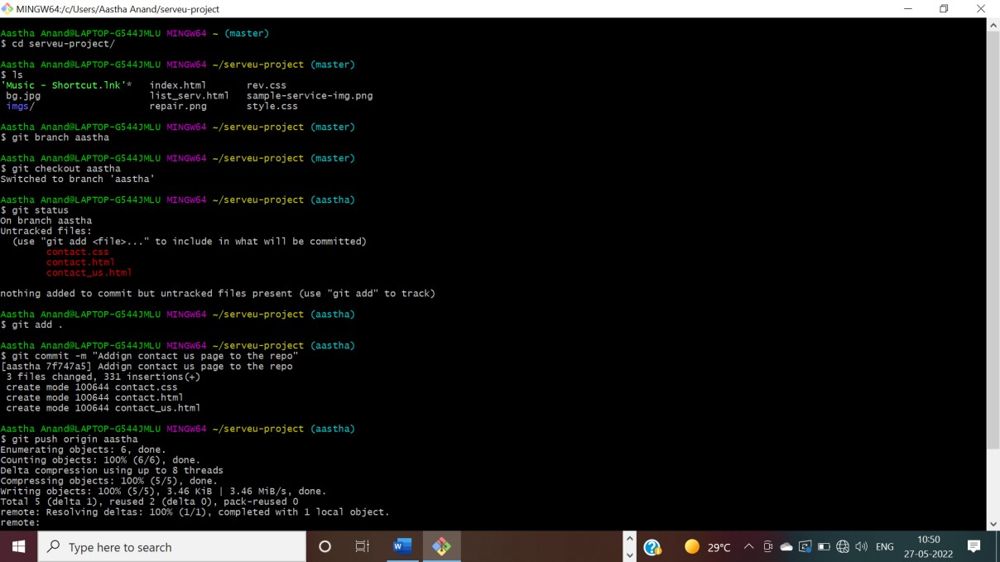 MINGW64:/c/Users/Aastha Anand/serveu-project
Aastha Anand@LAPTOP-G544JMLU MINGW64 ~ (master)
$ cd serveu-project/
Aastha Anand@LAPTOP-G544JMLU MINGW64 ~/serveu-project (master)
$ ls
'Music - Shortcut.lnk'*   index.html       rev.css
 bg.jpg                   list_serv.html   sample-service-img.png
 imgs/                    repair.png       style.css
Aastha Anand@LAPTOP-G544JMLU MINGW64 ~/serveu-project (master)
$ git branch aastha
Aastha Anand@LAPTOP-G544JMLU MINGW64 ~/serveu-project (master)
$ git checkout aastha
Switched to branch 'aastha'
Aastha Anand@LAPTOP-G544JMLU MINGW64 ~/serveu-project (aastha)
$ git status
On branch aastha
Untracked files:
  (use "git add <file>..." to include in what will be committed)
        contact.css
        contact.html
        contact_us.html
nothing added to commit but untracked files present (use "git add" to track)
Aastha Anand@LAPTOP-G544JMLU MINGW64 ~/serveu-project (aastha)
$ git add .
Aastha Anand@LAPTOP-G544JMLU MINGW64 ~/serveu-project (aastha)
$ git commit -m "Addign contact us page to the repo"
[aastha 7f747a5] Addign contact us page to the repo
 3 files changed, 331 insertions(+)
 create mode 100644 contact.css
 create mode 100644 contact.html
 create mode 100644 contact_us.html
Aastha Anand@LAPTOP-G544JMLU MINGW64 ~/serveu-project (aastha)
$ git push origin aastha
Enumerating objects: 6, done.
Counting objects: 100% (6/6), done.
Delta compression using up to 8 threads
Compressing objects: 100% (5/5), done.
Writing objects: 100% (5/5), 3.46 KiB | 3.46 MiB/s, done.
Total 5 (delta 1), reused 2 (delta 0), pack-reused 0
remote: Resolving deltas: 100% (1/1), completed with 1 local object.
remote:
Type here to search
W
29°C
ENG
10:50
27-05-2022